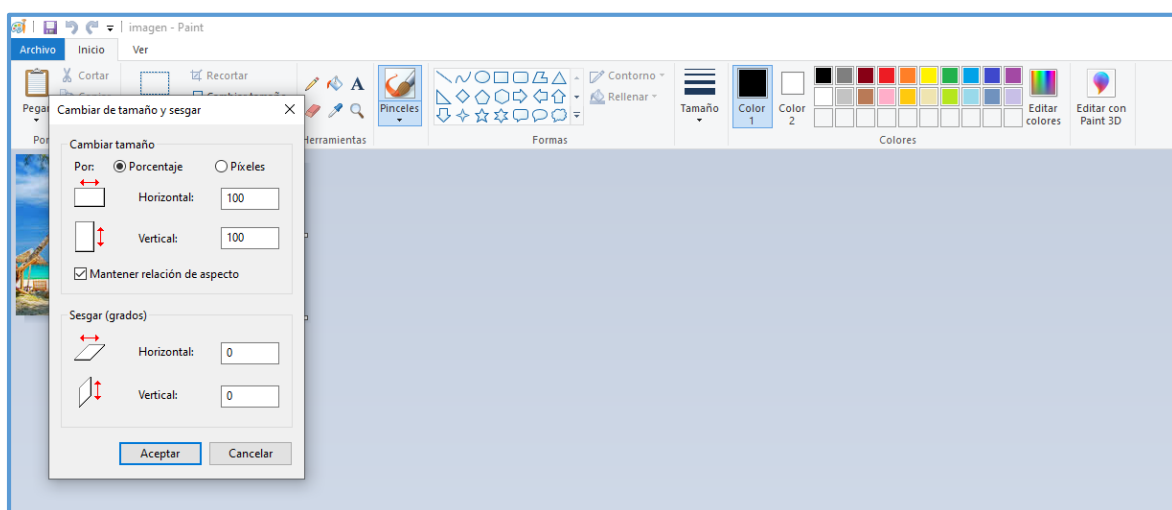 imagen - Paint
Archivo Inicio Ver
Pegar
Cortar
Recortar
Herramientas
A
Pinceles
Formas
Contorno
Rellenar
Tamaño
Color 1
Color 2
Colores
Editar colores
Editar con Paint 3D
Cambiar de tamaño y sesgar
Cambiar tamaño
Por: Porcentaje Píxeles
Horizontal: 100
Vertical: 100
Mantener relación de aspecto
Sesgar (grados)
Horizontal: 0
Vertical: 0
Aceptar Cancelar